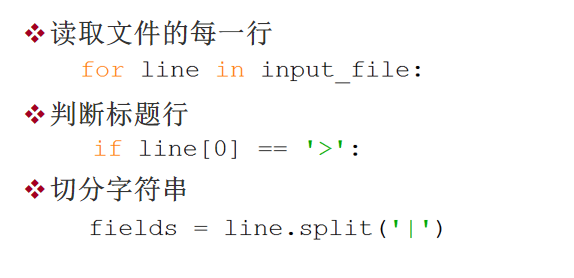 ❖读取文件的每一行
for line in input_file:
❖判断标题行
if line[0] == '>':
❖切分字符串
fields = line.split('|')